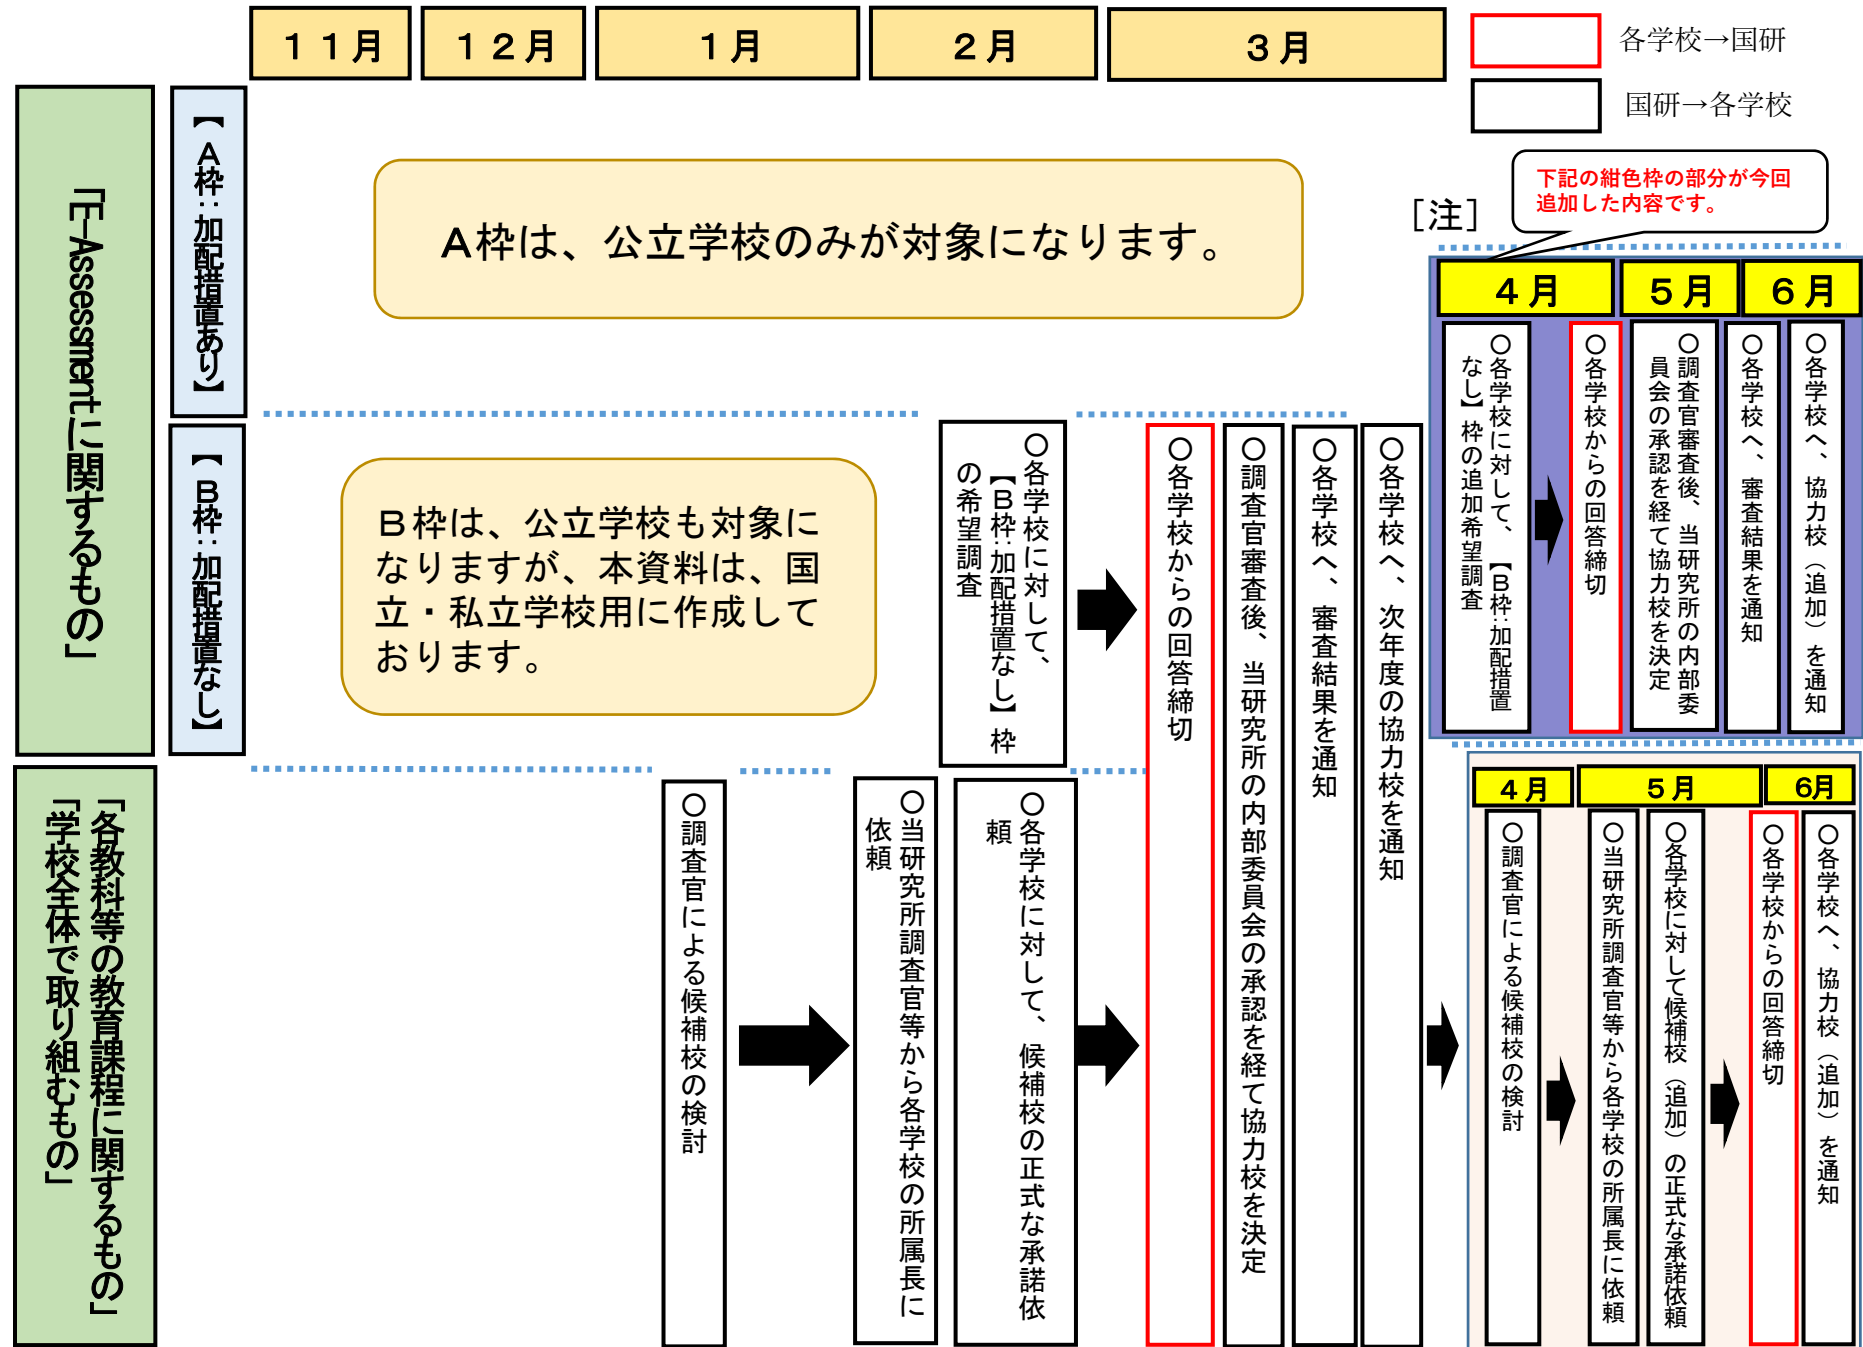 11月
12月
1月
2月
3月
各学校→国研
国研→各学校
「E-Assessmentに関するもの」
【A枠：加配措置あり】
A枠は、公立学校のみが対象になります。
［注］
下記の紺色枠の部分が今回
追加した内容です。
4月
5月
6月
○各学校に対して、【B枠：加配措置
なし】枠の追加希望調査
○各学校からの回答締切
○調査官審査後、当研究所の内部委
員会の承認を経て協力校を決定
○各学校へ、審査結果を通知
○各学校へ、協力校（追加）を通知
【B枠：加配措置なし】
B枠は、公立学校も対象に
なりますが、本資料は、国
立・私立学校用に作成して
おります。
○各学校に対して、
【B枠：加配措置なし】枠
の希望調査
○各学校からの回答締切
○調査官審査後、当研究所の内部委員会の承認を経て協力校を決定
○各学校へ、審査結果を通知
○各学校へ、次年度の協力校を通知
「各教科等の教育課程に関するもの」
「学校全体で取り組むもの」
○調査官による候補校の検討
○当研究所調査官等から各学校の所属長に
依頼
○各学校に対して、候補校の正式な承諾依
頼
4月
5月
6月
○調査官による候補校の検討
○当研究所調査官等から各学校の所属長に依頼
○各学校に対して候補校（追加）の正式な承諾依頼
○各学校からの回答締切
○各学校へ、協力校（追加）を通知